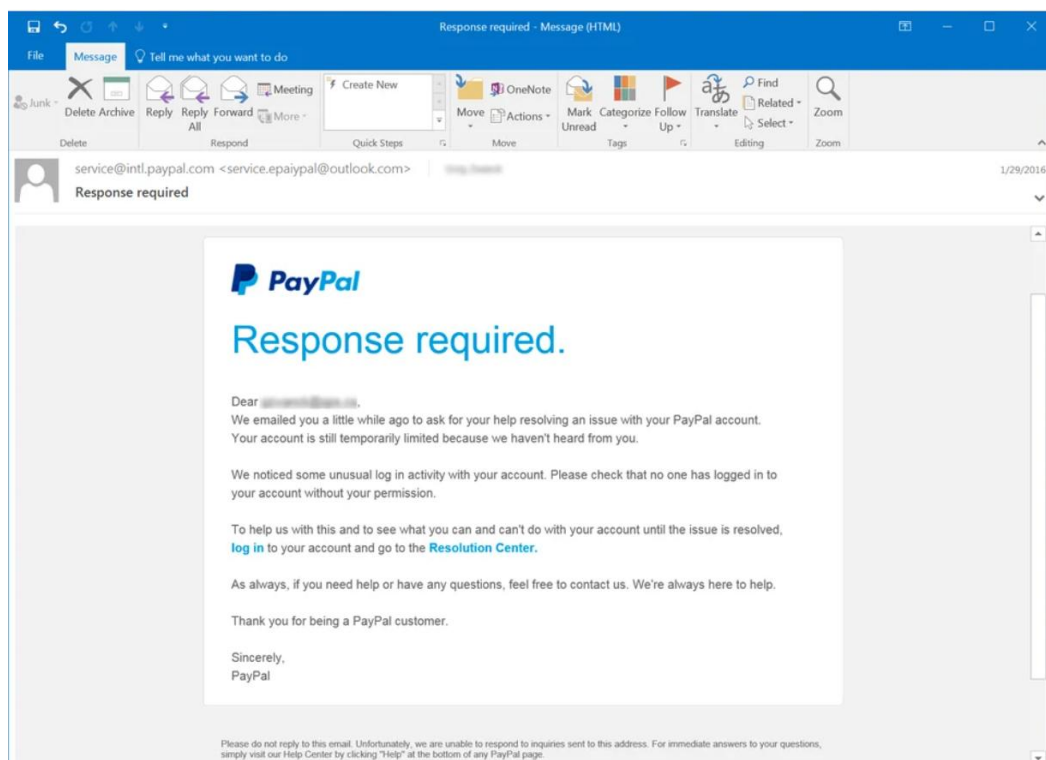 Response required - Message (HTML)
File Message Tell me what you want to do
Junk
Delete Archive
Reply Reply All Forward
Meeting
More
Create New
Move
OneNote
Actions
Mark Unread
Categorize
Follow Up
Translate
Find
Related
Select
Zoom
Delete Respond Quick Steps Move Tags Editing Zoom
service@intl.paypal.com <service.epaiypal@outlook.com>
1/29/2016
Response required
PayPal
Response required.
Dear
We emailed you a little while ago to ask for your help resolving an issue with your PayPal account.
Your account is still temporarily limited because we haven't heard from you.
We noticed some unusual log in activity with your account. Please check that no one has logged in to
your account without your permission.
To help us with this and to see what you can and can't do with your account until the issue is resolved,
log in to your account and go to the Resolution Center.
As always, if you need help or have any questions, feel free to contact us. We're always here to help.
Thank you for being a PayPal customer.
Sincerely,
PayPal
Please do not reply to this email. Unfortunately, we are unable to respond to inquiries sent to this address. For immediate answers to your questions,
simply visit our Help Center by clicking "Help" at the bottom of any PayPal page.